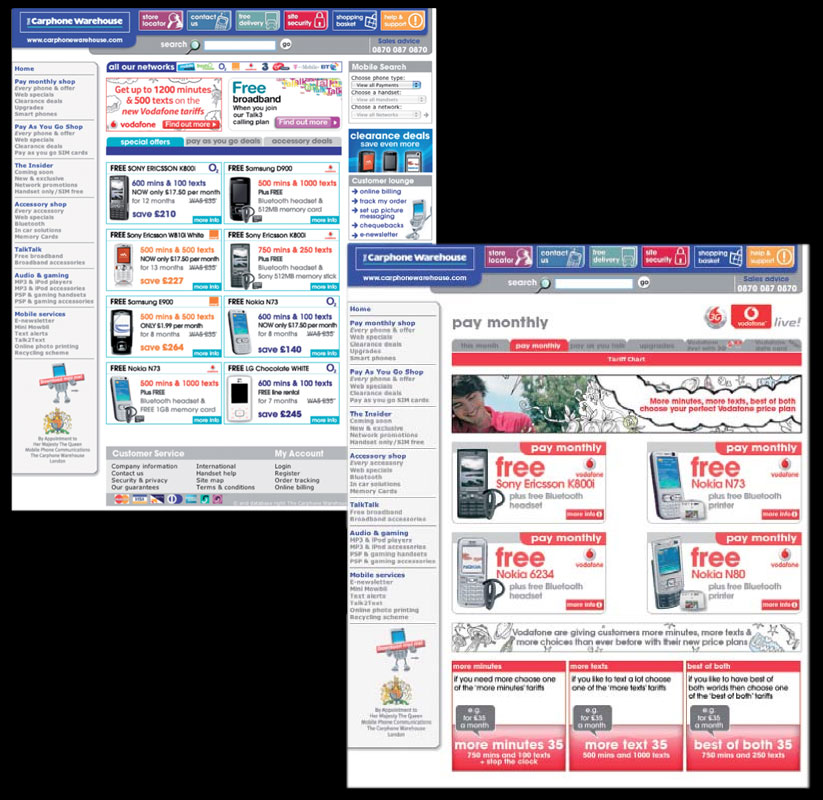 The Carphone Warehouse
www.carphonewarehouse.com
store locator
contact us
free delivery
site security
shopping basket
help & support
search
go
Sales advice
0870 087 0870
Home
Pay monthly shop
Every phone & offer
Web specials
Clearance deals
Upgrades
Smart phones
Pay As You Go Shop
Every phone & offer
Web specials
Clearance deals
Pay as you go SIM cards
The Insider
Coming soon
New & exclusive
Network promotions
Handset only/SIM free
Accessory shop
Every accessory
Web specials
Bluetooth
In car solutions
Memory Cards
TalkTalk
Free broadband
Broadband accessories
Audio & gaming
MP3 & iPod players
MP3 & iPod accessories
PSP & gaming handsets
PSP & gaming accessories
Mobile services
E-newsletter
Mini Mowbli
Text alerts
Talk2Text
Online photo printing
Recycling scheme
By Appointment to
Her Majesty The Queen
Mobile Phone Communications
The Carphone Warehouse
London
all our networks
Get up to 1200 minutes
& 500 texts on the
new Vodafone tariffs
vodafone
Find out more
Free
broadband
When you join
our Talk3
calling plan
Find out more
special offers
pay as you go deals
accessory deals
FREE SONY ERICSSON K800i
O2
600 mins & 100 texts
NOW only £17.50 per month
for 12 months WAS £35
save £210
more info
FREE Samsung D900
500 mins & 1000 texts
Plus FREE
Bluetooth headset &
512MB memory card
more info
FREE Sony Ericsson W810i White
500 mins & 500 texts
NOW only £17.50 per month
for 13 months WAS £35
save £227
more info
FREE Sony Ericsson K800i
750 mins & 250 texts
Plus FREE
Bluetooth headset &
512MB memory stick
more info
FREE Samsung E900
500 mins & 500 texts
ONLY £1.99 per month
for 8 months WAS £35
save £264
more info
FREE Nokia N73
O2
600 mins & 100 texts
NOW only £17.50 per month
for 8 months WAS £35
save £140
more info
FREE Nokia N73
500 mins & 1000 texts
Plus FREE
Bluetooth headset &
FREE 1GB memory card
more info
FREE LG Chocolate WHITE
O2
600 mins & 100 texts
FREE line rental
for 7 months WAS £35
save £245
more info
Mobile Search
Choose phone type:
View all Payments
Choose a handset:
View all Handsets
Choose a network:
View all Networks
clearance deals
save even more
Customer lounge
online billing
track my order
set up picture
messaging
chequebacks
e-newsletter
Customer Service
My Account
Company information
Contact us
Security & privacy
Our guarantees
International
Handset help
Site map
Terms & conditions
Login
Register
Order tracking
Online billing
The Carphone Warehouse
www.carphonewarehouse.com
store locator
contact us
free delivery
site security
shopping basket
help & support
search
go
Sales advice
0870 087 0870
Home
Pay monthly shop
Every phone & offer
Web specials
Clearance deals
Upgrades
Smart phones
Pay As You Go Shop
Every phone & offer
Web specials
Clearance deals
Pay as you go SIM cards
The Insider
Coming soon
New & exclusive
Network promotions
Handset only/SIM free
Accessory shop
Every accessory
Web specials
Bluetooth
In car solutions
Memory Cards
TalkTalk
Free broadband
Broadband accessories
Audio & gaming
MP3 & iPod players
MP3 & iPod accessories
PSP & gaming handsets
PSP & gaming accessories
Mobile services
E-newsletter
Mini Mowbli
Text alerts
Talk2Text
Online photo printing
Recycling scheme
By Appointment to
Her Majesty The Queen
Mobile Phone Communications
The Carphone Warehouse
London
pay monthly
3G
vodafone
live!
this month
pay monthly
pay as you talk
upgrades
Tariff Chart
More minutes, more texts, best of both
choose your perfect Vodafone price plan
pay monthly
free
Sony Ericsson K800i
plus free Bluetooth
headset
vodafone
more info
pay monthly
free
Nokia N73
plus free Bluetooth
printer
vodafone
more info
pay monthly
free
Nokia 6234
plus free Bluetooth
headset
vodafone
more info
pay monthly
free
Nokia N80
plus free Bluetooth
printer
vodafone
more info
Vodafone are giving customers more minutes, more texts &
more choices than ever before with their new price plans
more minutes
if you need more choose one
of the 'more minutes' tariffs
e.g.
for £35
a month
more minutes 35
750 mins and 100 texts
+ stop the clock
more texts
if you like to text a lot choose
one of the 'more texts' tariffs
e.g.
for £35
a month
more text 35
500 mins and 1000 texts
best of both
if you like to have best of
both worlds then choose one
of the 'best of both' tariffs
e.g.
for £35
a month
best of both 35
750 mins and 250 texts